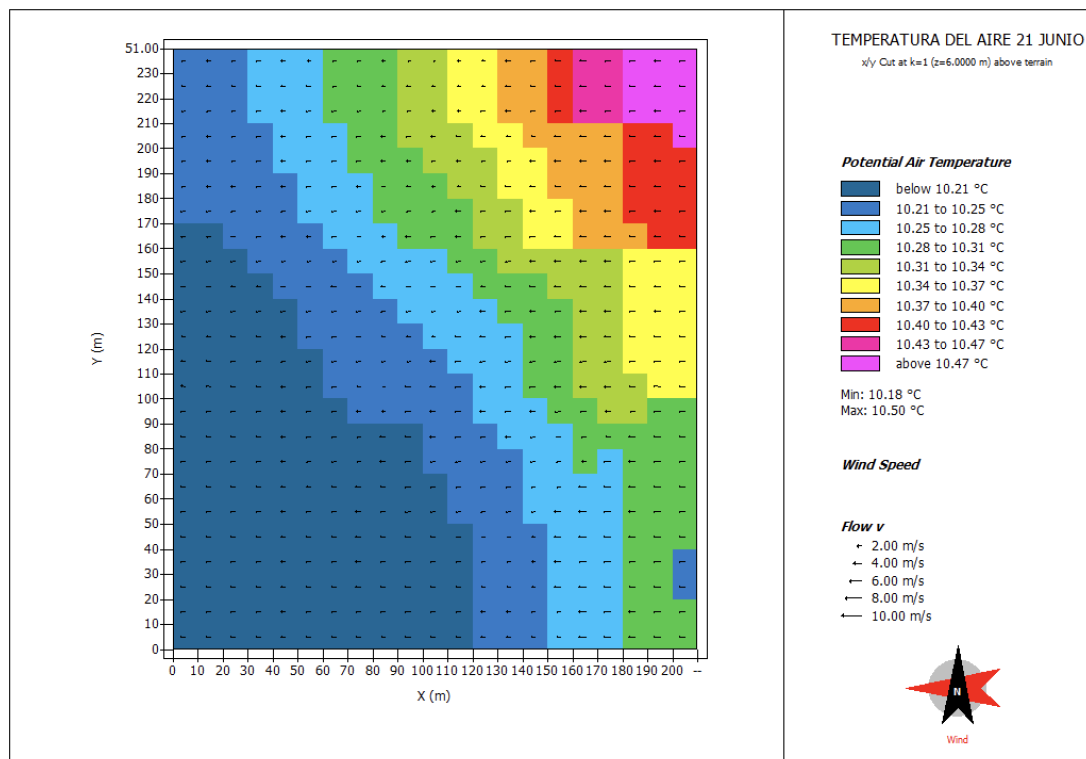 TEMPERATURA DEL AIRE 21 JUNIO
x/y Cut at k=1 (z=6.0000 m) above terrain
51.00
230
220
210
200
190
180
170
160
150
140
130
120
110
100
90
80
70
60
50
40
30
20
10
0
Y (m)
0 10 20 30 40 50 60 70 80 90 100 110 120 130 140 150 160 170 180 190 200 --
X (m)
Potential Air Temperature
below 10.21 °C
10.21 to 10.25 °C
10.25 to 10.28 °C
10.28 to 10.31 °C
10.31 to 10.34 °C
10.34 to 10.37 °C
10.37 to 10.40 °C
10.40 to 10.43 °C
10.43 to 10.47 °C
above 10.47 °C
Min: 10.18 °C
Max: 10.50 °C
Wind Speed
Flow v
2.00 m/s
4.00 m/s
6.00 m/s
8.00 m/s
10.00 m/s
N
Wind